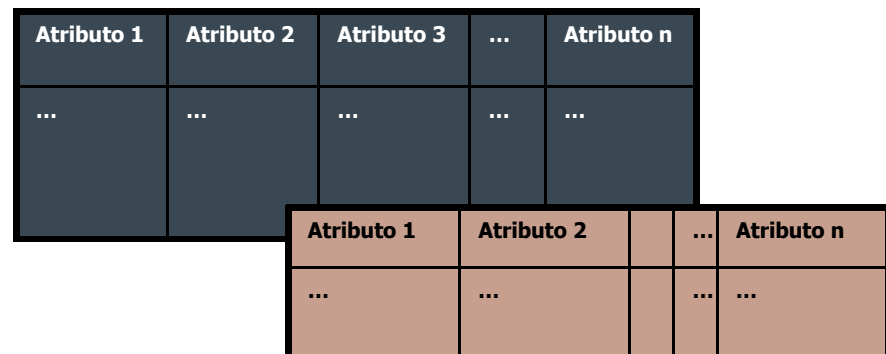 Atributo 1 Atributo 2 Atributo 3 ... Atributo n
... ... ... ... ...
Atributo 1 Atributo 2 ... Atributo n
... ... ... ...